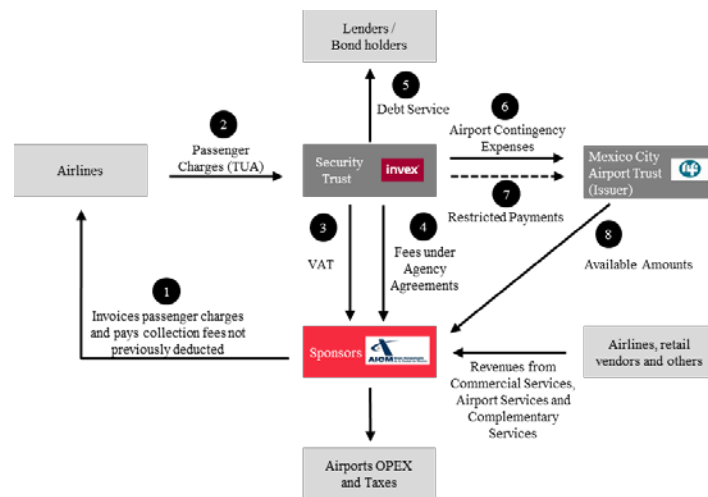 Lenders /
Bond holders
5
Debt Service
2
Passenger
Charges (TUA)
6
Airport Contingency
Expenses
Airlines
Security
Trust
invex
Mexico City
Airport Trust
(Issuer)
7
Restricted Payments
3
VAT
4
Fees under
Agency
Agreements
8
Available Amounts
1
Invoices passenger charges
and pays collection fees not
previously deducted
Sponsors
AICM
Airlines, retail
vendors and others
Revenues from
Commercial Services,
Airport Services and
Complementary
Services
Airports OPEX
and Taxes